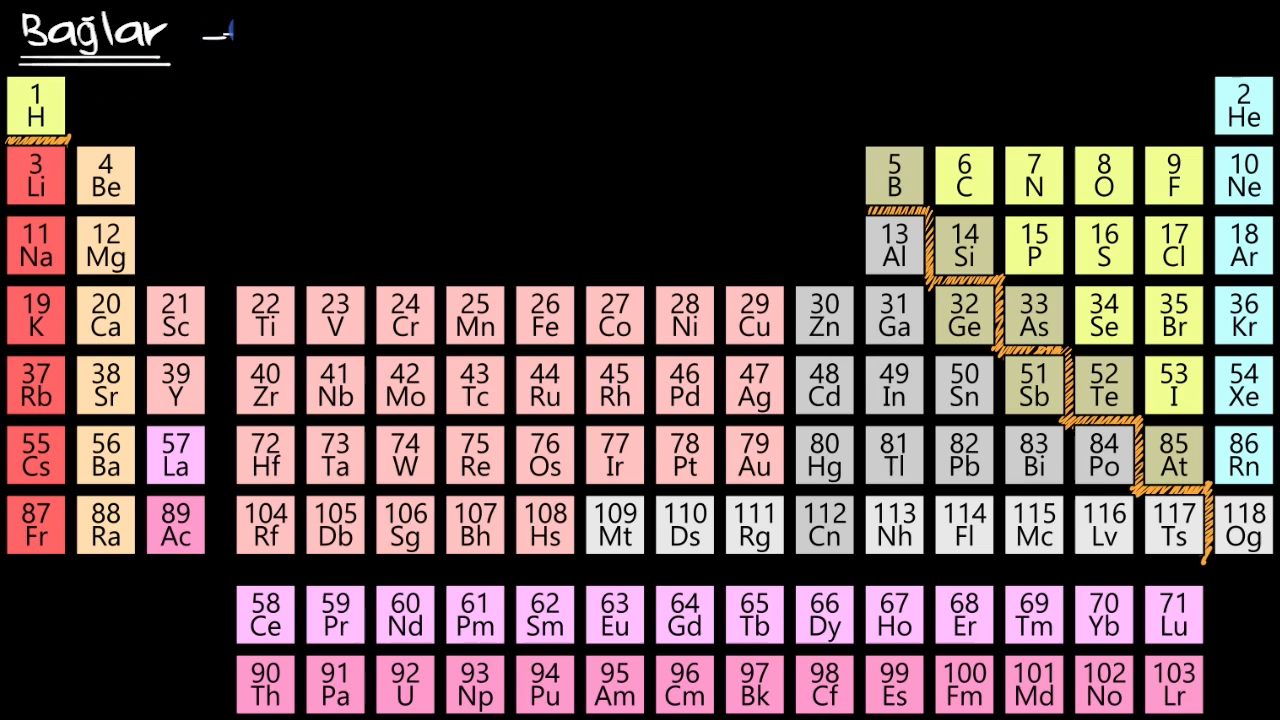 Bağlar –
1 2
H He
3 4 5 6 7 8 9 10
Li Be B C N O F Ne
11 12 13 14 15 16 17 18
Na Mg Al Si P S Cl Ar
19 20 21 22 23 24 25 26 27 28 29 30 31 32 33 34 35 36
K Ca Sc Ti V Cr Mn Fe Co Ni Cu Zn Ga Ge As Se Br Kr
37 38 39 40 41 42 43 44 45 46 47 48 49 50 51 52 53 54
Rb Sr Y Zr Nb Mo Tc Ru Rh Pd Ag Cd In Sn Sb Te I Xe
55 56 57 72 73 74 75 76 77 78 79 80 81 82 83 84 85 86
Cs Ba La Hf Ta W Re Os Ir Pt Au Hg Tl Pb Bi Po At Rn
87 88 89 104 105 106 107 108 109 110 111 112 113 114 115 116 117 118
Fr Ra Ac Rf Db Sg Bh Hs Mt Ds Rg Cn Nh Fl Mc Lv Ts Og
58 59 60 61 62 63 64 65 66 67 68 69 70 71
Ce Pr Nd Pm Sm Eu Gd Tb Dy Ho Er Tm Yb Lu
90 91 92 93 94 95 96 97 98 99 100 101 102 103
Th Pa U Np Pu Am Cm Bk Cf Es Fm Md No Lr